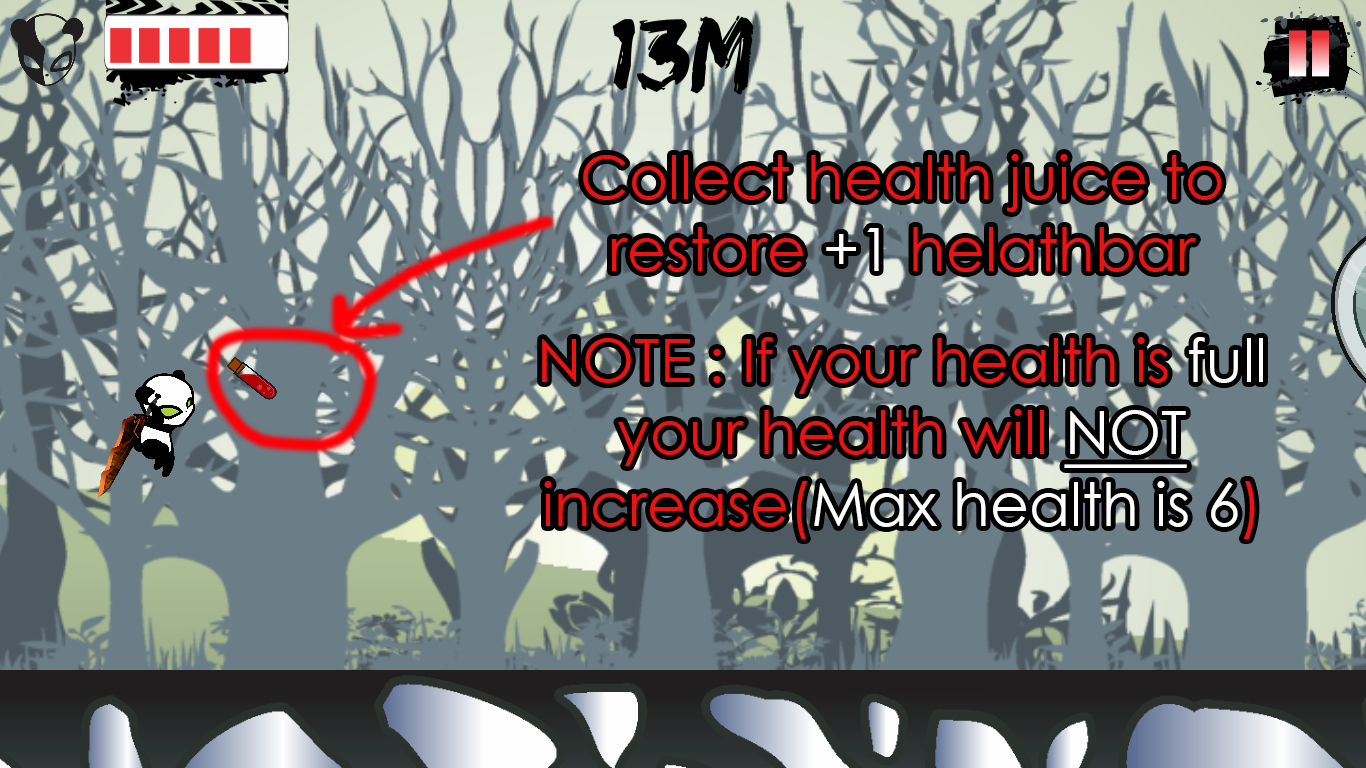 13M
Collect health juice to
restore +1 helathbar
NOTE : If your health is full
your health will NOT
increase(Max health is 6)